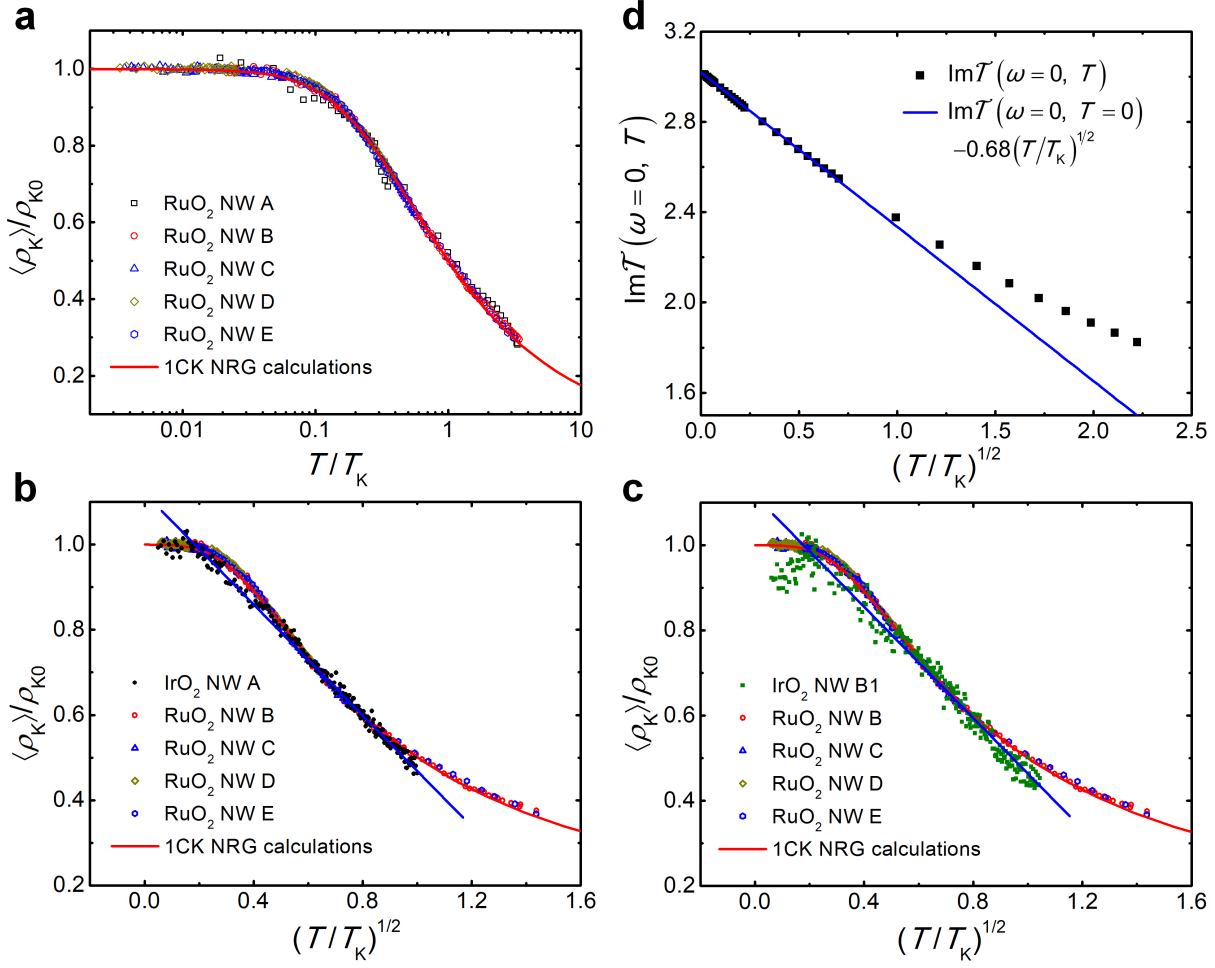 a
1.0
0.8
0.6
0.4
0.2
⟨ρK⟩/ρK0
RuO2 NW A
RuO2 NW B
RuO2 NW C
RuO2 NW D
RuO2 NW E
1CK NRG calculations
0.01 0.1 1 10
T/TK
d
3.2
2.8
2.4
2.0
1.6
Im𝒯(ω=0, T)
Im𝒯(ω=0, T)
Im𝒯(ω=0, T=0)
−0.68(T/TK)1/2
0.0 0.5 1.0 1.5 2.0 2.5
(T/TK)1/2
b
1.0
0.8
0.6
0.4
0.2
⟨ρK⟩/ρK0
IrO2 NW A
RuO2 NW B
RuO2 NW C
RuO2 NW D
RuO2 NW E
1CK NRG calculations
0.0 0.4 0.8 1.2 1.6
(T/TK)1/2
c
1.0
0.8
0.6
0.4
0.2
⟨ρK⟩/ρK0
IrO2 NW B1
RuO2 NW B
RuO2 NW C
RuO2 NW D
RuO2 NW E
1CK NRG calculations
0.0 0.4 0.8 1.2 1.6
(T/TK)1/2